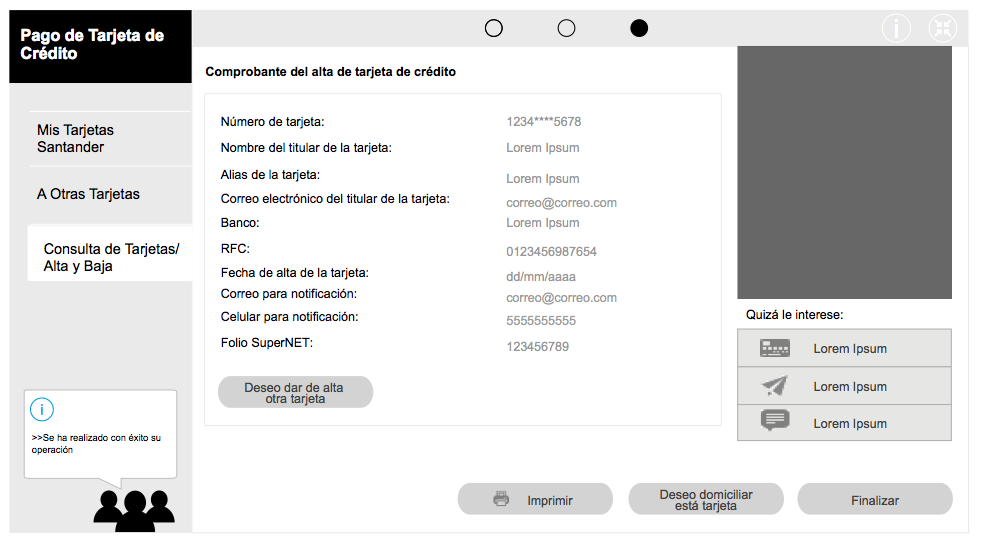 Pago de Tarjeta de
Crédito
Mis Tarjetas
Santander
A Otras Tarjetas
Consulta de Tarjetas/
Alta y Baja
i
>>Se ha realizado con éxito su
operación
i
Comprobante del alta de tarjeta de crédito
Número de tarjeta: 1234****5678
Nombre del titular de la tarjeta: Lorem Ipsum
Alias de la tarjeta: Lorem Ipsum
Correo electrónico del titular de la tarjeta: correo@correo.com
Banco: Lorem Ipsum
RFC: 0123456987654
Fecha de alta de la tarjeta: dd/mm/aaaa
Correo para notificación: correo@correo.com
Celular para notificación: 5555555555
Folio SuperNET: 123456789
Deseo dar de alta
otra tarjeta
Quizá le interese:
Lorem Ipsum
Lorem Ipsum
Lorem Ipsum
Imprimir
Deseo domiciliar
está tarjeta
Finalizar